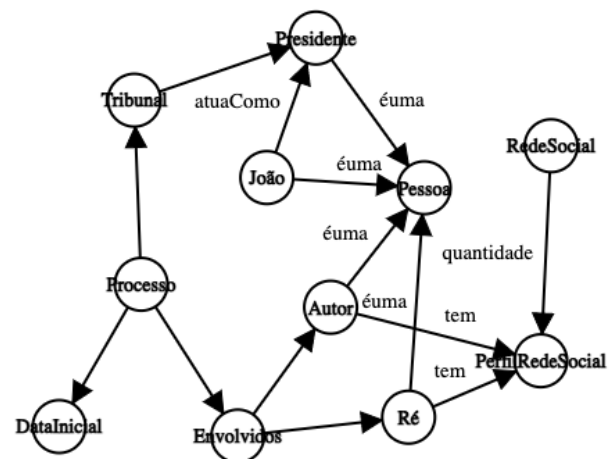 Presidente
Tribunal
atuaComo
éuma
RedeSocial
João
éuma
Pessoa
éuma
quantidade
Processo
Autor
éuma
tem
PerfilRedeSocial
tem
DataInicial
Envolvidos
Ré